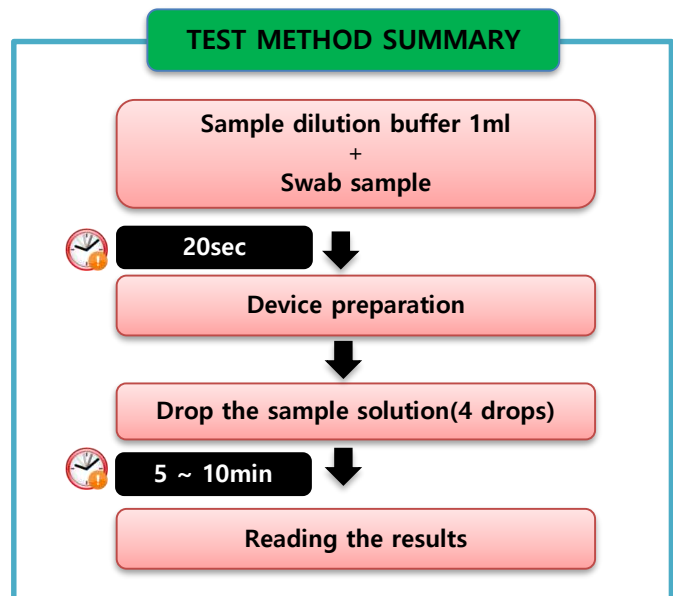 TEST METHOD SUMMARY
Sample dilution buffer 1ml
+
Swab sample
20sec
Device preparation
Drop the sample solution(4 drops)
5 ~ 10min
Reading the results